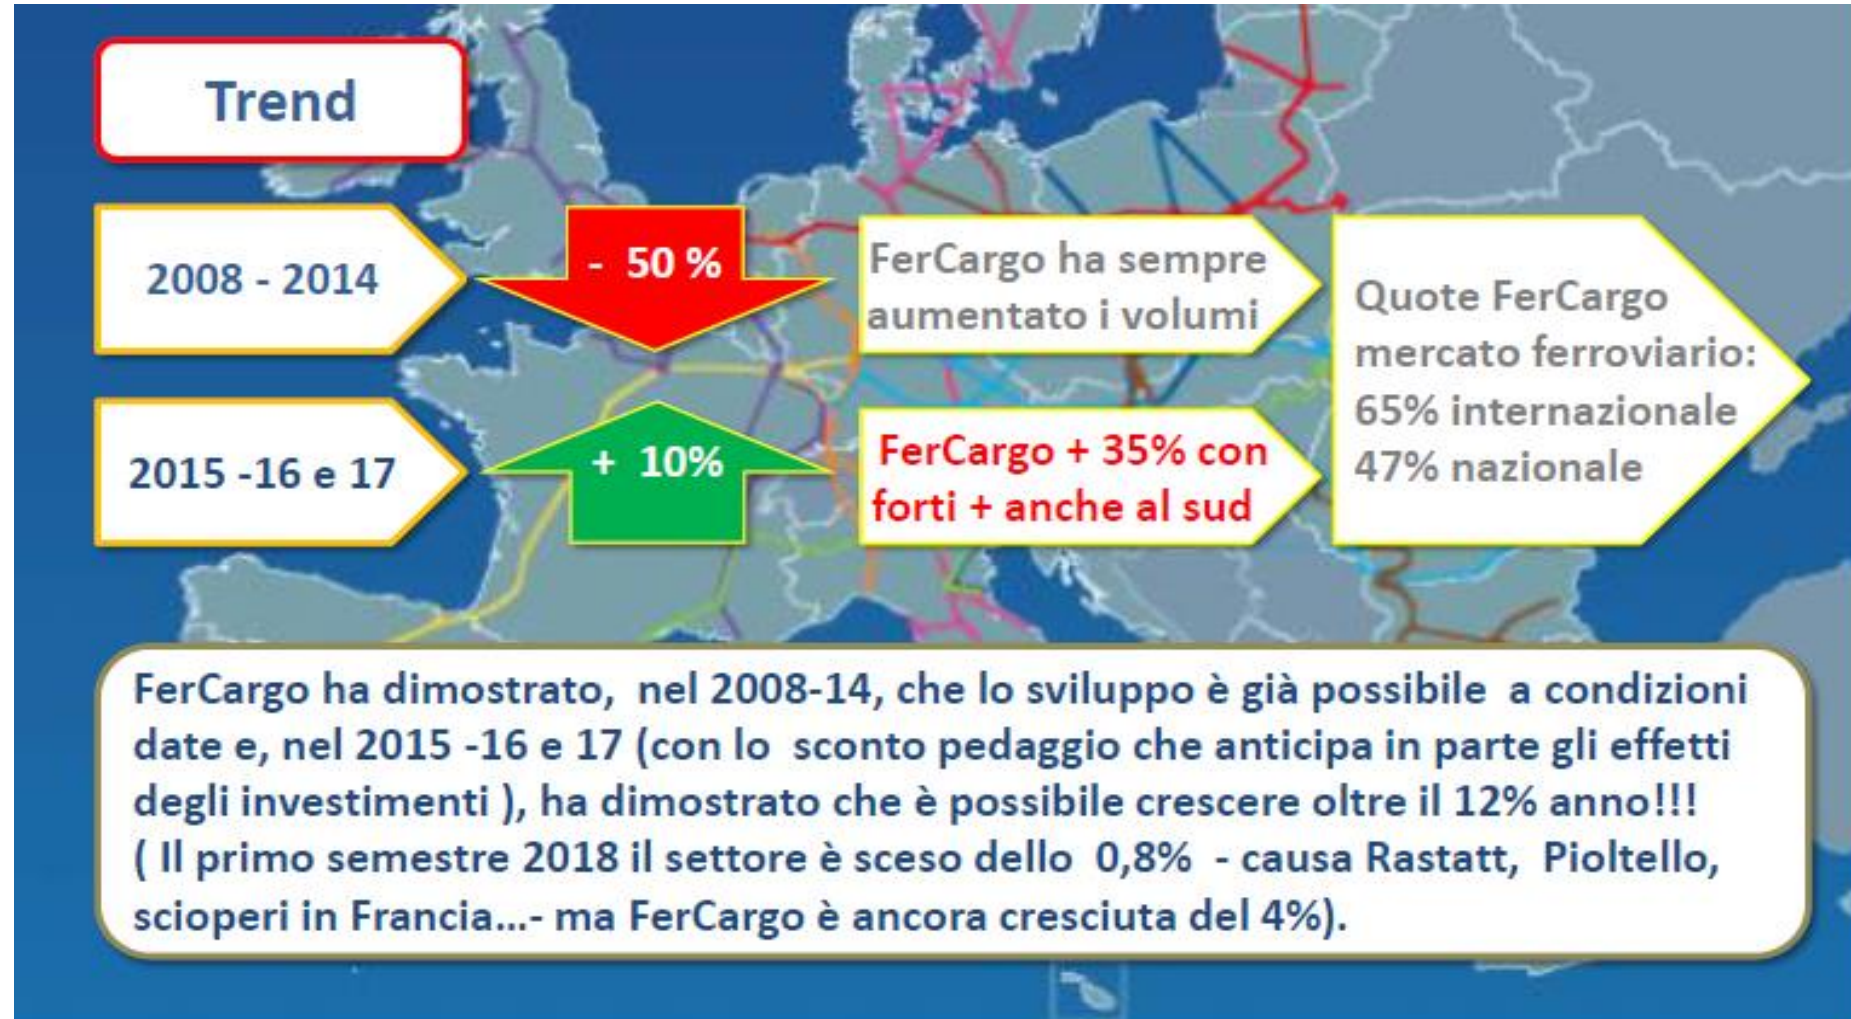 Trend
2008 - 2014
- 50 %
FerCargo ha sempre
aumentato i volumi
Quote FerCargo
mercato ferroviario:
65% internazionale
47% nazionale
2015 -16 e 17
+ 10%
FerCargo + 35% con
forti + anche al sud
FerCargo ha dimostrato, nel 2008-14, che lo sviluppo è già possibile a condizioni
date e, nel 2015 -16 e 17 (con lo sconto pedaggio che anticipa in parte gli effetti
degli investimenti ), ha dimostrato che è possibile crescere oltre il 12% anno!!!
( Il primo semestre 2018 il settore è sceso dello 0,8% - causa Rastatt, Pioltello,
scioperi in Francia...- ma FerCargo è ancora cresciuta del 4%).